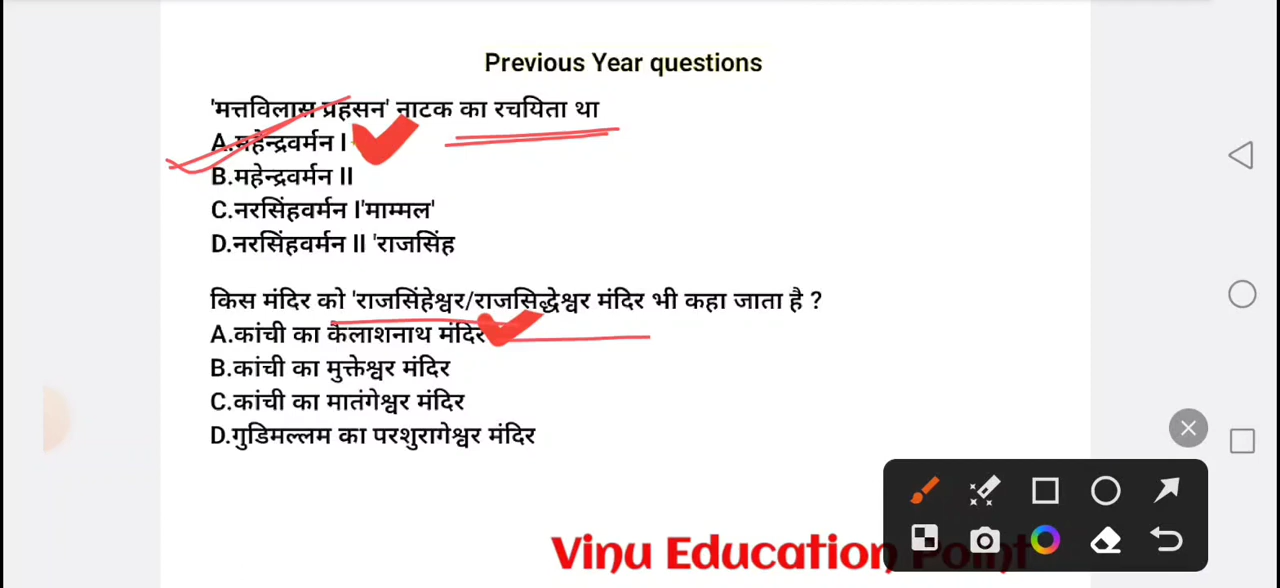 Previous Year questions
'मत्तविलास प्रहसन' नाटक का रचयिता था
A.महेन्द्रवर्मन I
B.महेन्द्रवर्मन II
C.नरसिंहवर्मन I'माम्मल'
D.नरसिंहवर्मन II 'राजसिंह
किस मंदिर को 'राजसिंहेश्वर/राजसिद्धेश्वर मंदिर भी कहा जाता है ?
A.कांची का कैलाशनाथ मंदिर
B.कांची का मुक्तेश्वर मंदिर
C.कांची का मातंगेश्वर मंदिर
D.गुडिमल्लम का परशुरागेश्वर मंदिर
Vinu Education Point